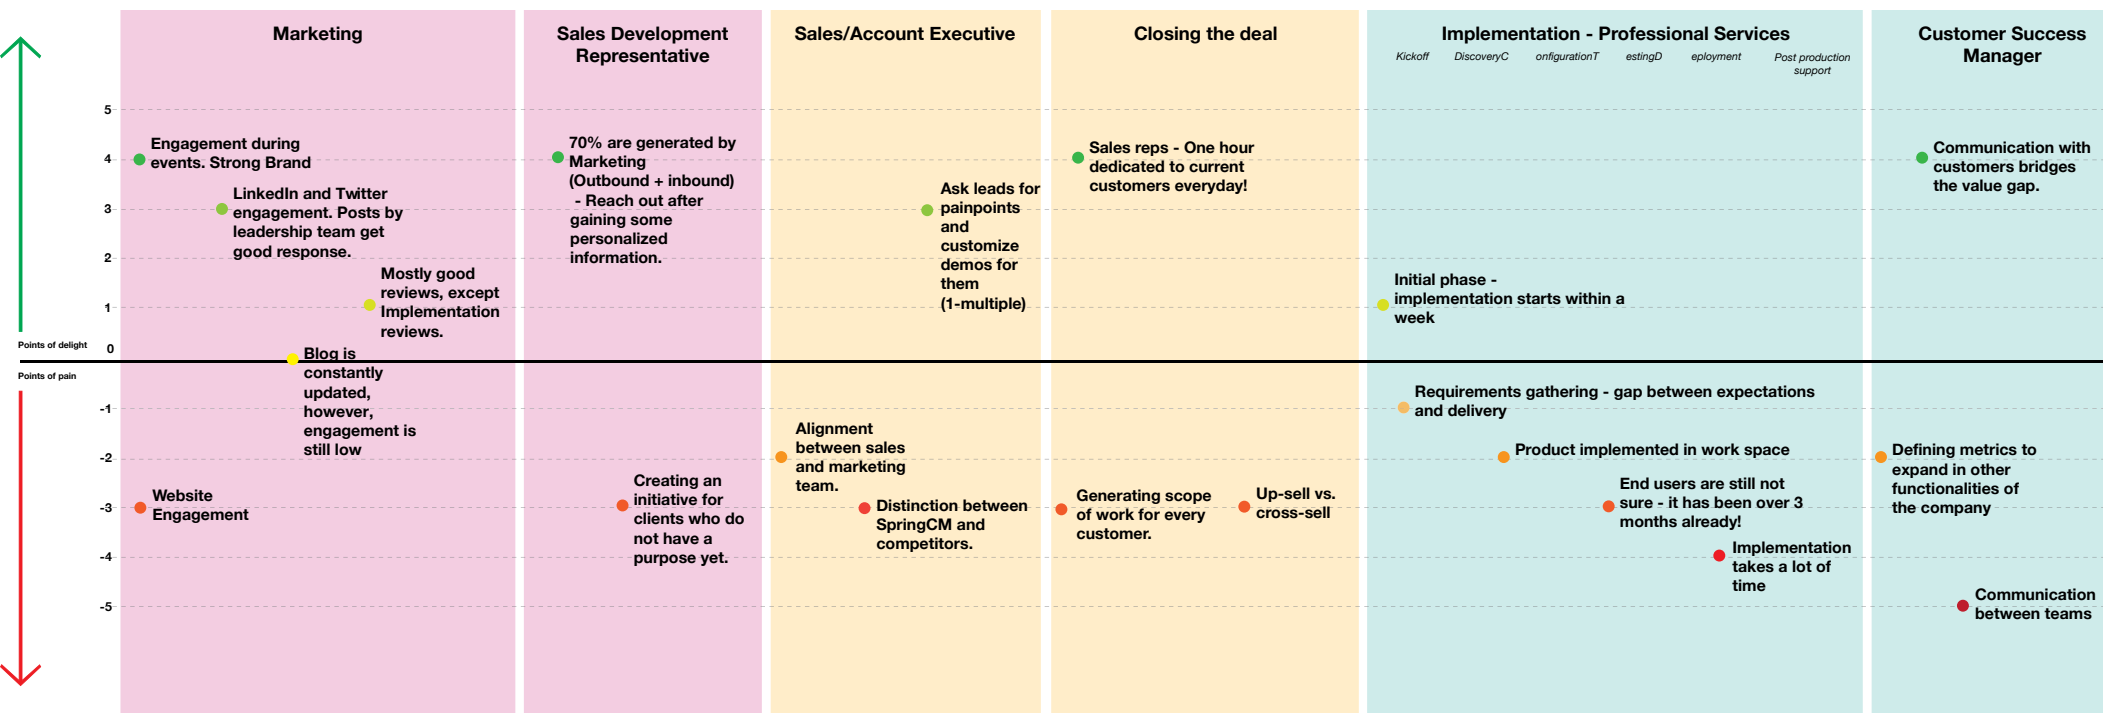 Marketing
Sales Development
Representative
Sales/Account Executive
Closing the deal
Implementation - Professional Services
Kickoff
DiscoveryC
onfigurationT
estingD
eployment
Post production
support
Customer Success
Manager
5
4
3
2
1
0
-1
-2
-3
-4
-5
Points of delight
Points of pain
Engagement during
events. Strong Brand
LinkedIn and Twitter
engagement. Posts by
leadership team get
good response.
Mostly good
reviews, except
Implementation
reviews.
Blog is
constantly
updated,
however,
engagement is
still low
Website
Engagement
70% are generated by
Marketing
(Outbound + inbound)
- Reach out after
gaining some
personalized
information.
Creating an
initiative for
clients who do
not have a
purpose yet.
Ask leads for
painpoints
and
customize
demos for
them
(1-multiple)
Alignment
between sales
and marketing
team.
Distinction between
SpringCM and
competitors.
Sales reps - One hour
dedicated to current
customers everyday!
Generating scope
of work for every
customer.
Up-sell vs.
cross-sell
Initial phase -
implementation starts within a
week
Requirements gathering - gap between expectations
and delivery
Product implemented in work space
End users are still not
sure - it has been over 3
months already!
Implementation
takes a lot of
time
Communication with
customers bridges
the value gap.
Defining metrics to
expand in other
functionalities of
the company
Communication
between teams